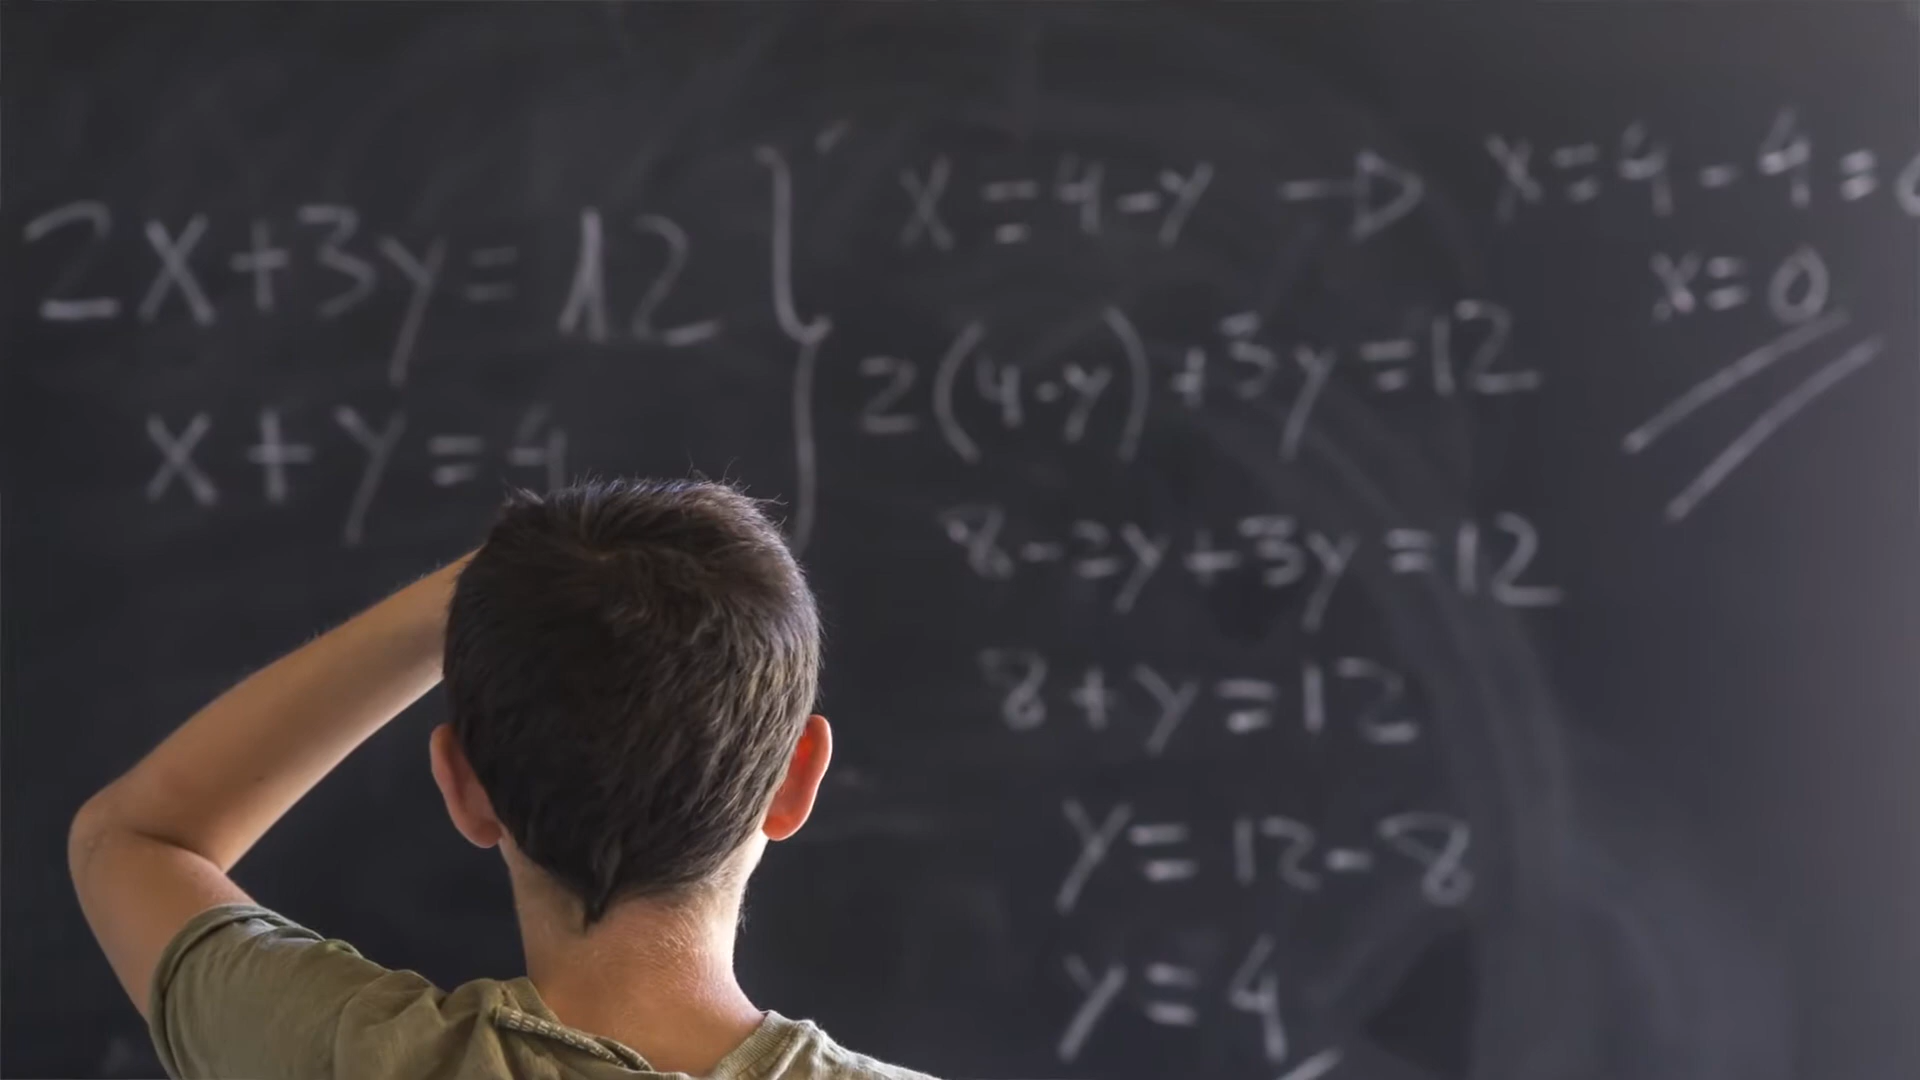 2x+3y=12
x+y=4
x=4-y → x=4-4=0
x=0
2(4-y)+3y=12
8-2y+3y=12
8+y=12
y=12-8
y=4